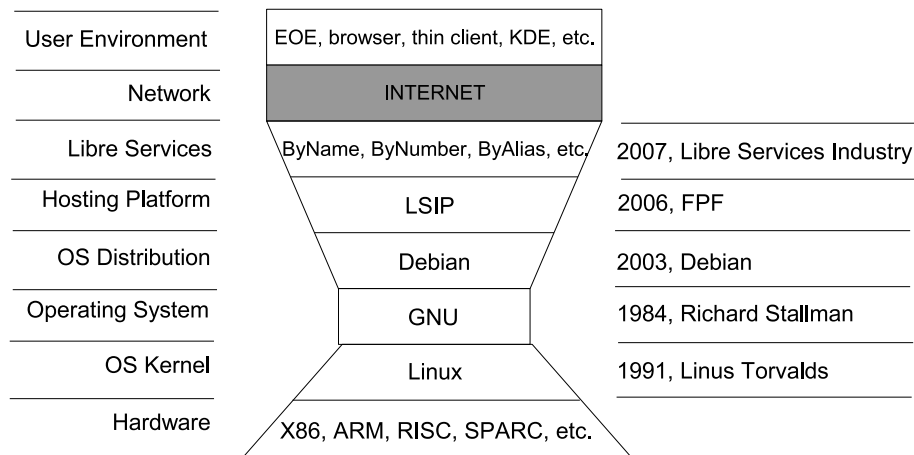 User Environment EOE, browser, thin client, KDE, etc.
Network INTERNET
Libre Services ByName, ByNumber, ByAlias, etc. 2007, Libre Services Industry
Hosting Platform LSIP 2006, FPF
OS Distribution Debian 2003, Debian
Operating System GNU 1984, Richard Stallman
OS Kernel Linux 1991, Linus Torvalds
Hardware X86, ARM, RISC, SPARC, etc.